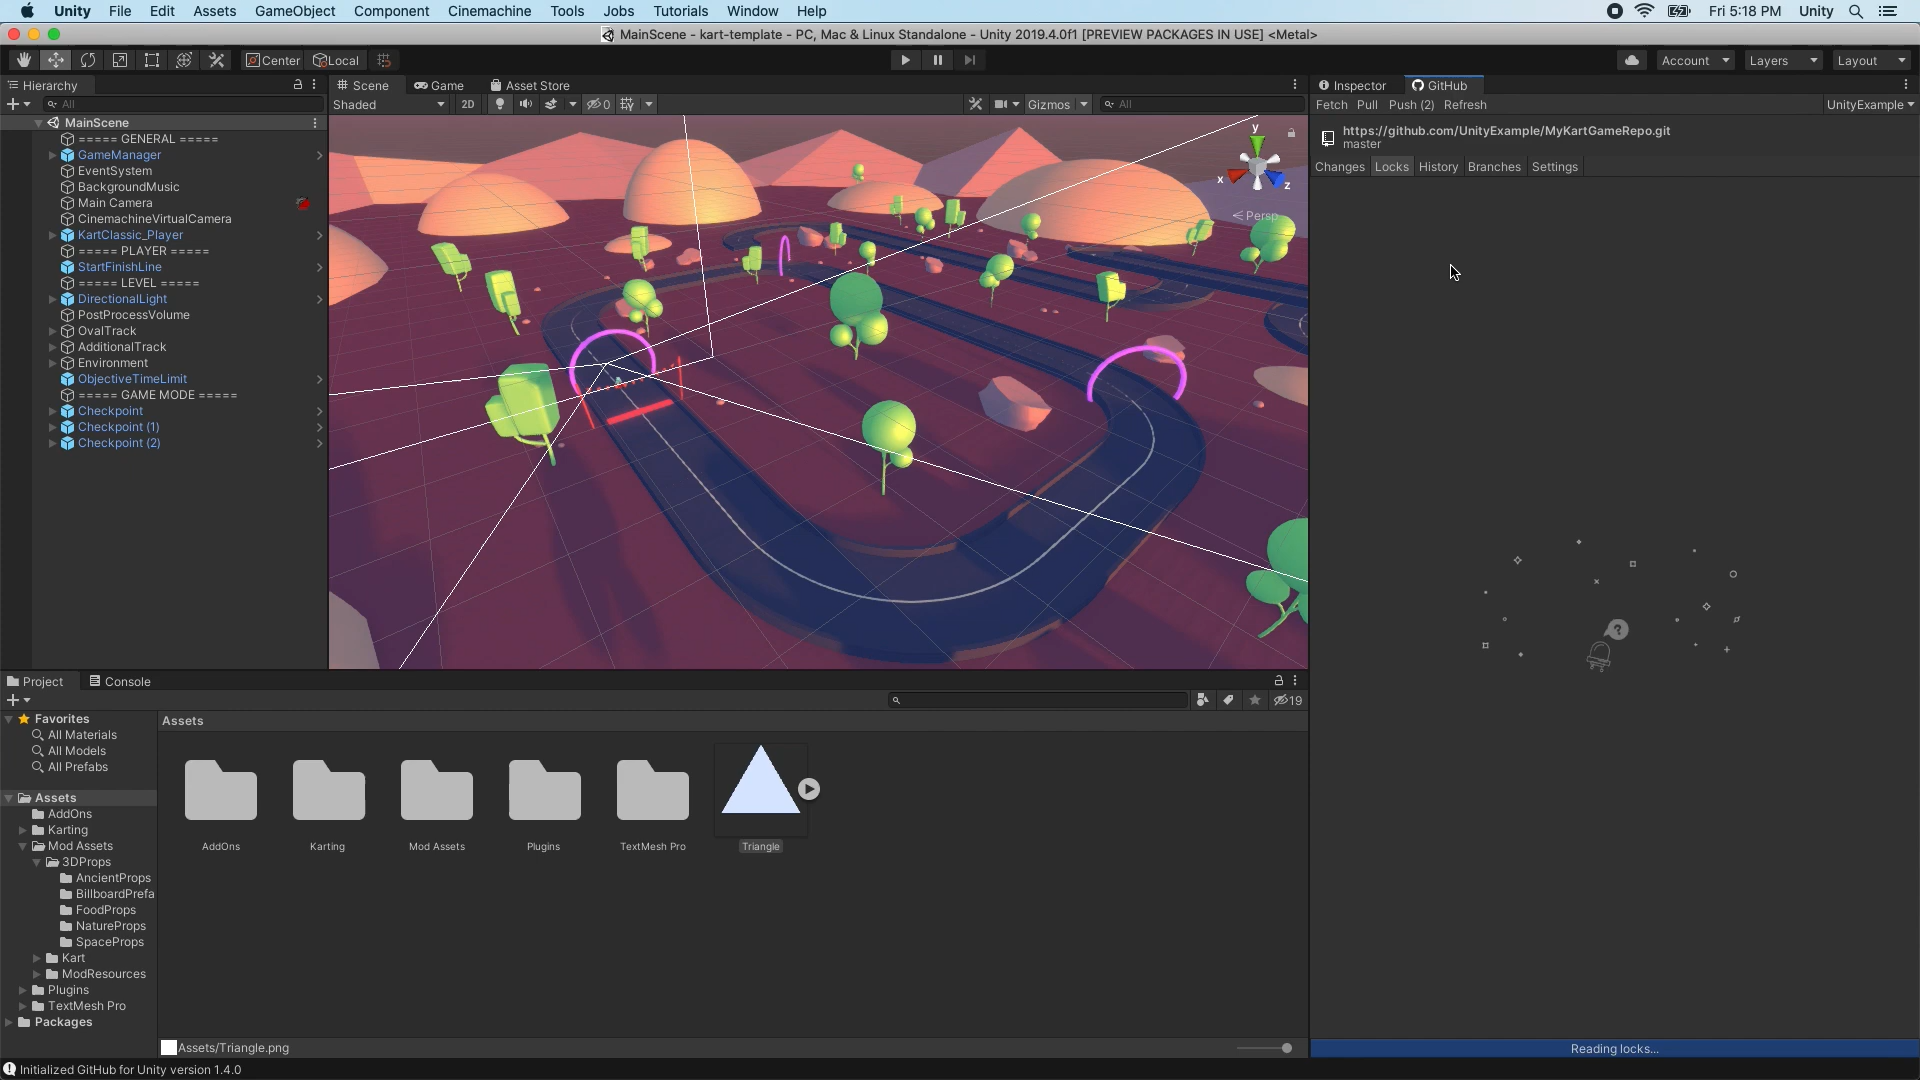 Unity File Edit Assets GameObject Component Cinemachine Tools Jobs Tutorials Window Help Fri 5:18 PM Unity
MainScene - kart-template - PC, Mac & Linux Standalone - Unity 2019.4.0f1 [PREVIEW PACKAGES IN USE] <Metal>
Center Local Account Layers Layout
Hierarchy
All
MainScene
===== GENERAL =====
GameManager
EventSystem
BackgroundMusic
Main Camera
CinemachineVirtualCamera
KartClassic_Player
===== PLAYER =====
StartFinishLine
===== LEVEL =====
DirectionalLight
PostProcessVolume
OvalTrack
AdditionalTrack
Environment
ObjectiveTimeLimit
===== GAME MODE =====
Checkpoint
Checkpoint (1)
Checkpoint (2)
Scene Game Asset Store
Shaded 2D 0 Gizmos All
y
x
z
Persp
Inspector GitHub
Fetch Pull Push (2) Refresh UnityExample
https://github.com/UnityExample/MyKartGameRepo.git
master
Changes Locks History Branches Settings
?
Reading locks...
Project Console
19
Favorites
All Materials
All Models
All Prefabs
Assets
AddOns
Karting
Mod Assets
3DProps
AncientProps
BillboardPrefa
FoodProps
NatureProps
SpaceProps
Kart
ModResources
Plugins
TextMesh Pro
Packages
Assets
AddOns Karting Mod Assets Plugins TextMesh Pro Triangle
Assets/Triangle.png
Initialized GitHub for Unity version 1.4.0